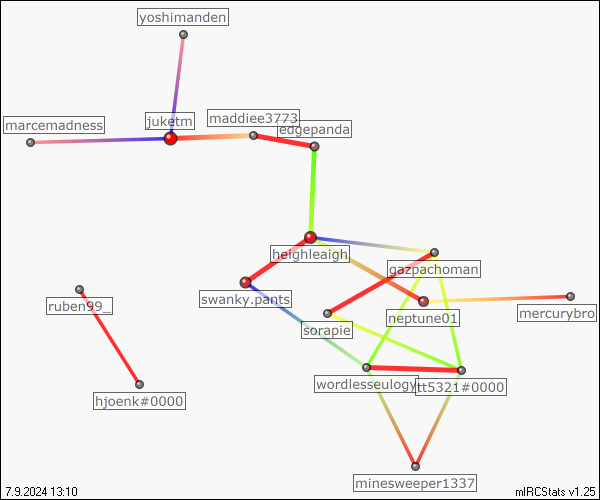 yoshimanden
maddiee3773
juketm
marcemadness
edgepanda
heighleaigh
gazpachoman
swanky.pants
ruben99_
mercurybro
neptune01
sorapie
wordlesseulogy
tt5321#0000
hjoenk#0000
minesweeper1337
7.9.2024 13:10
mIRCStats v1.25